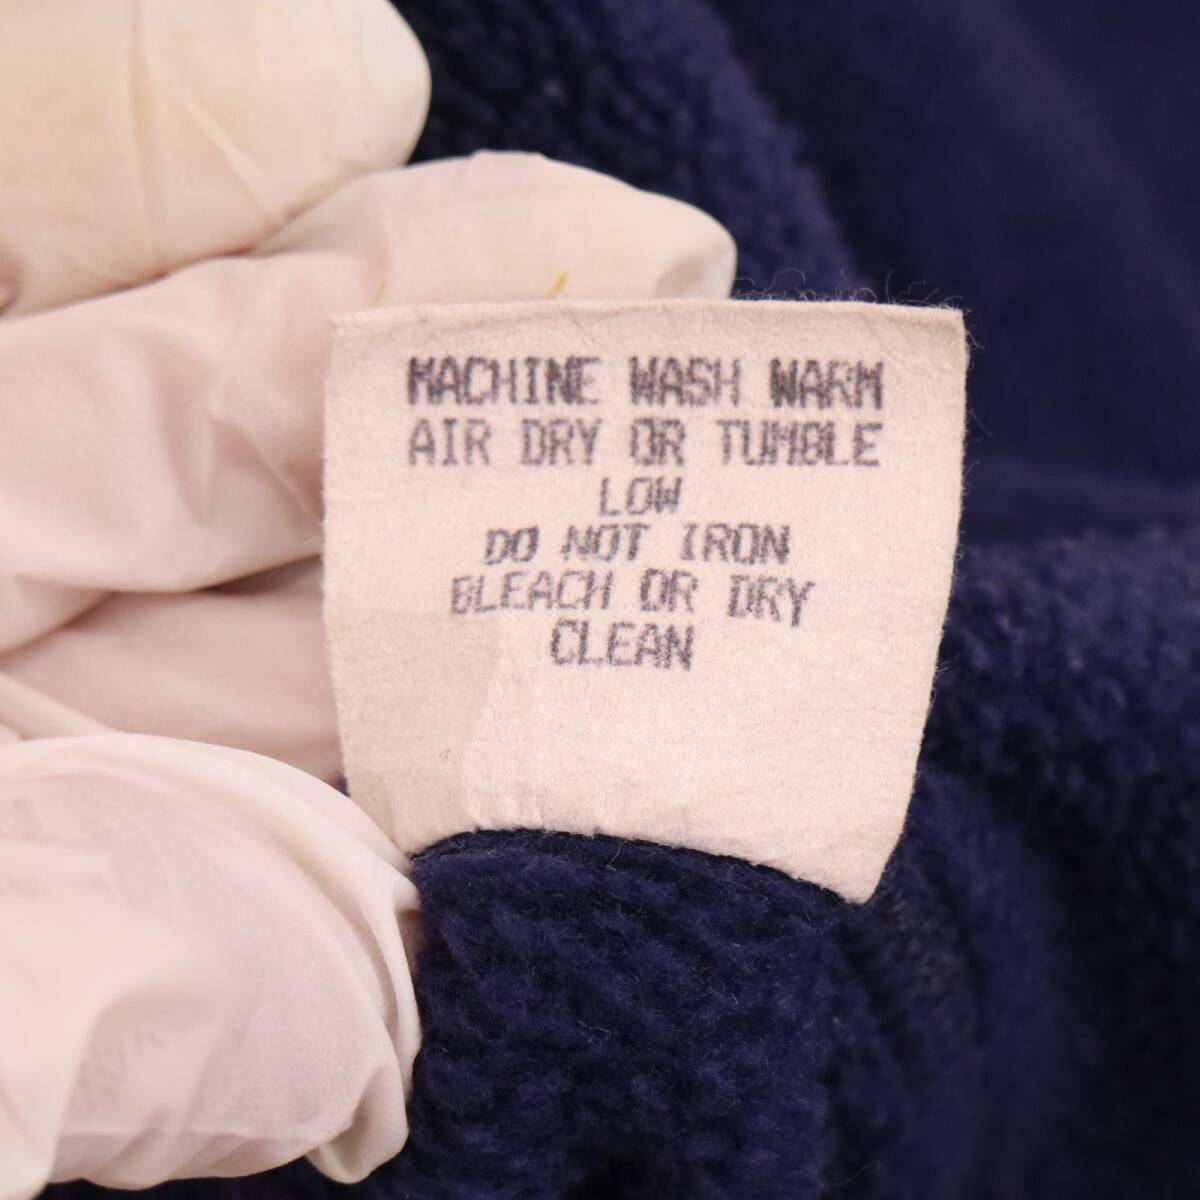 MACHINE WASH WARM
AIR DRY OR TUMBLE
LOW
DO NOT IRON
BLEACH OR DRY
CLEAN